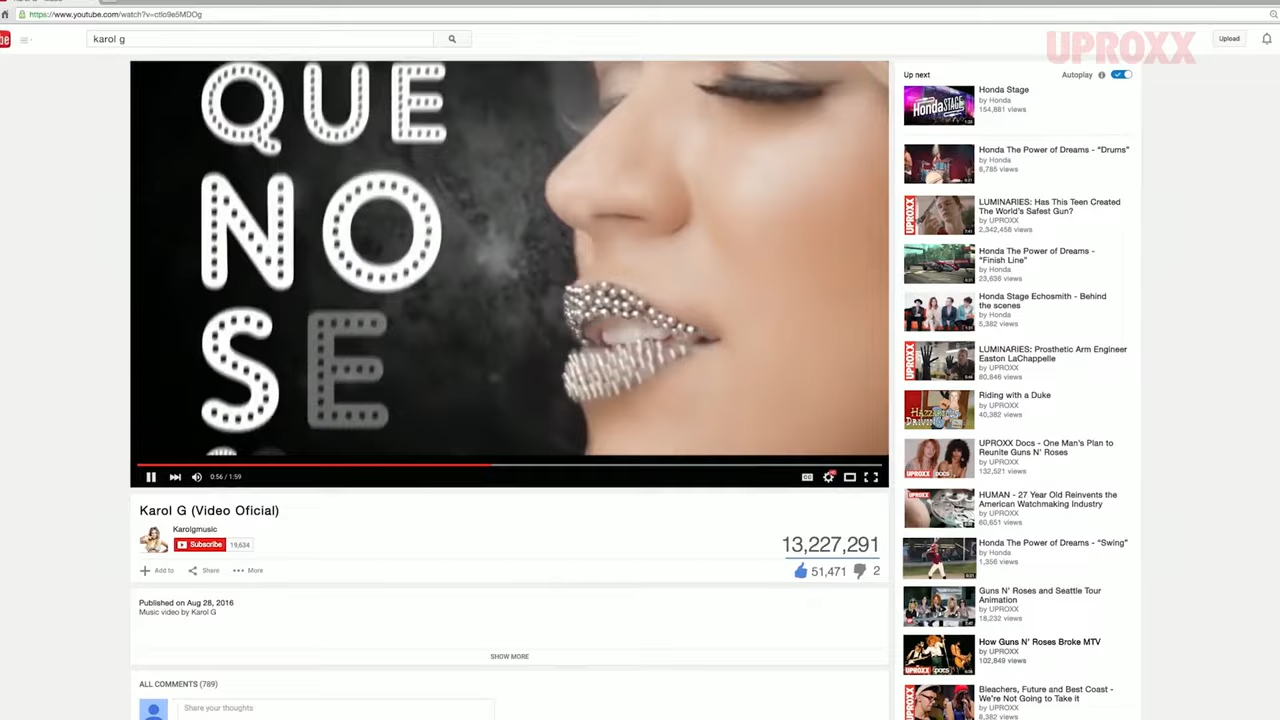 https://www.youtube.com/watch?v=ctlo9e5MDOg
karol g
Upload
UPROXX
QUE
NO
SE
0:56 / 1:59
CC
Karol G (Video Oficial)
Karolgmusic
Subscribe 19,634
13,227,291
Add to Share More
51,471 2
Published on Aug 28, 2016
Music video by Karol G
SHOW MORE
ALL COMMENTS (789)
Share your thoughts
Up next Autoplay
Honda Stage
by Honda
154,881 views
Honda The Power of Dreams - “Drums”
by Honda
8,785 views
LUMINARIES: Has This Teen Created
The World's Safest Gun?
by UPROXX
2,342,456 views
Honda The Power of Dreams -
“Finish Line”
by Honda
23,636 views
Honda Stage Echosmith - Behind
the scenes
by Honda
5,382 views
LUMINARIES: Prosthetic Arm Engineer
Easton LaChappelle
by UPROXX
80,846 views
Riding with a Duke
by UPROXX
40,382 views
UPROXX Docs - One Man's Plan to
Reunite Guns N' Roses
by UPROXX
132,521 views
HUMAN - 27 Year Old Reinvents the
American Watchmaking Industry
by UPROXX
60,651 views
Honda The Power of Dreams - “Swing”
by Honda
1,356 views
Guns N' Roses and Seattle Tour
Animation
by UPROXX
18,232 views
How Guns N' Roses Broke MTV
by UPROXX
102,849 views
Bleachers, Future and Best Coast -
We're Not Going to Take it
by UPROXX
8,382 views